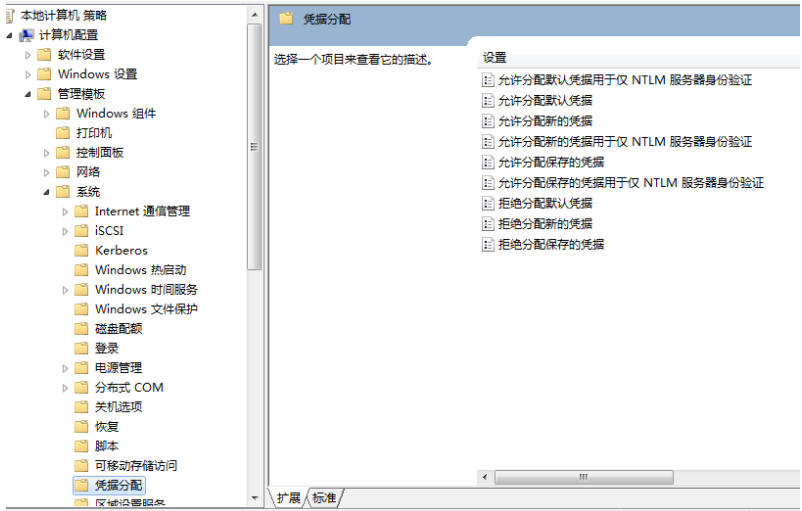 本地计算机 策略
计算机配置
软件设置
Windows 设置
管理模板
Windows 组件
打印机
控制面板
网络
系统
Internet 通信管理
iSCSI
Kerberos
Windows 热启动
Windows 时间服务
Windows 文件保护
磁盘配额
登录
电源管理
分布式 COM
关机选项
恢复
脚本
可移动存储访问
凭据分配
区域设置服务
凭据分配
选择一个项目来查看它的描述。
设置
允许分配默认凭据用于仅 NTLM 服务器身份验证
允许分配默认凭据
允许分配新的凭据
允许分配新的凭据用于仅 NTLM 服务器身份验证
允许分配保存的凭据
允许分配保存的凭据用于仅 NTLM 服务器身份验证
拒绝分配默认凭据
拒绝分配新的凭据
拒绝分配保存的凭据
扩展 标准